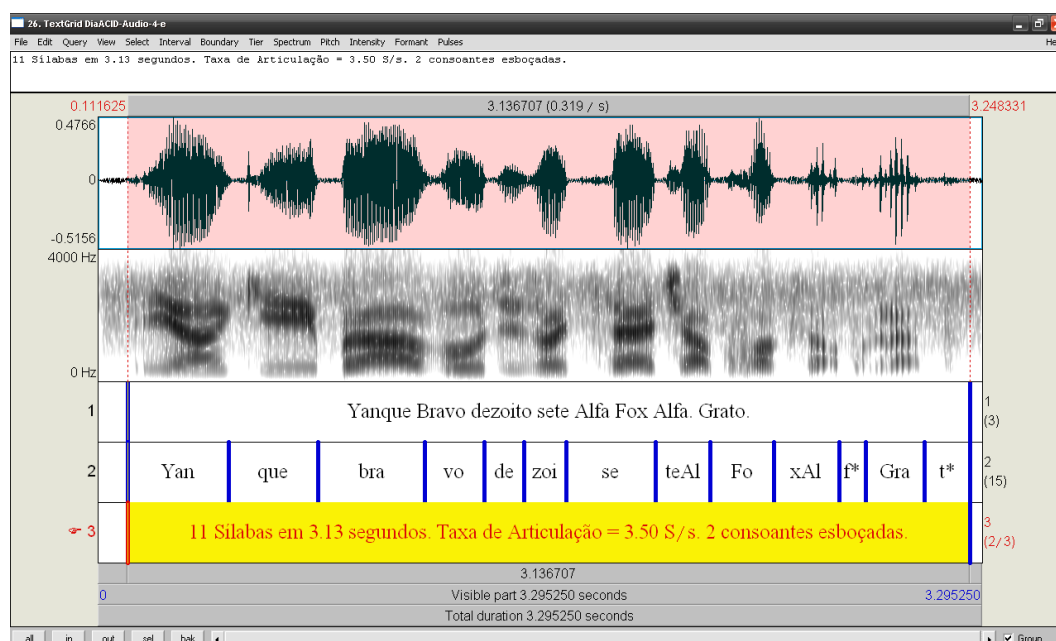 26. TextGrid DiaACID-Audio-4-e
File Edit Query View Select Interval Boundary Tier Spectrum Pitch Intensity Formant Pulses He
11 Sílabas em 3.13 segundos. Taxa de Articulação = 3.50 S/s. 2 consoantes esboçadas.
0.111625 3.136707 (0.319 / s) 3.248331
0.4766
0
-0.5156
4000 Hz
0 Hz
1 Yanque Bravo dezoito sete Alfa Fox Alfa. Grato. 1 (3)
2 Yan que bra vo de zoi se teAl Fo xAl f* Gra t* 2 (15)
3 11 Sílabas em 3.13 segundos. Taxa de Articulação = 3.50 S/s. 2 consoantes esboçadas. 3 (2/3)
3.136707
0 Visible part 3.295250 seconds 3.295250
Total duration 3.295250 seconds
all in out sel bak Group